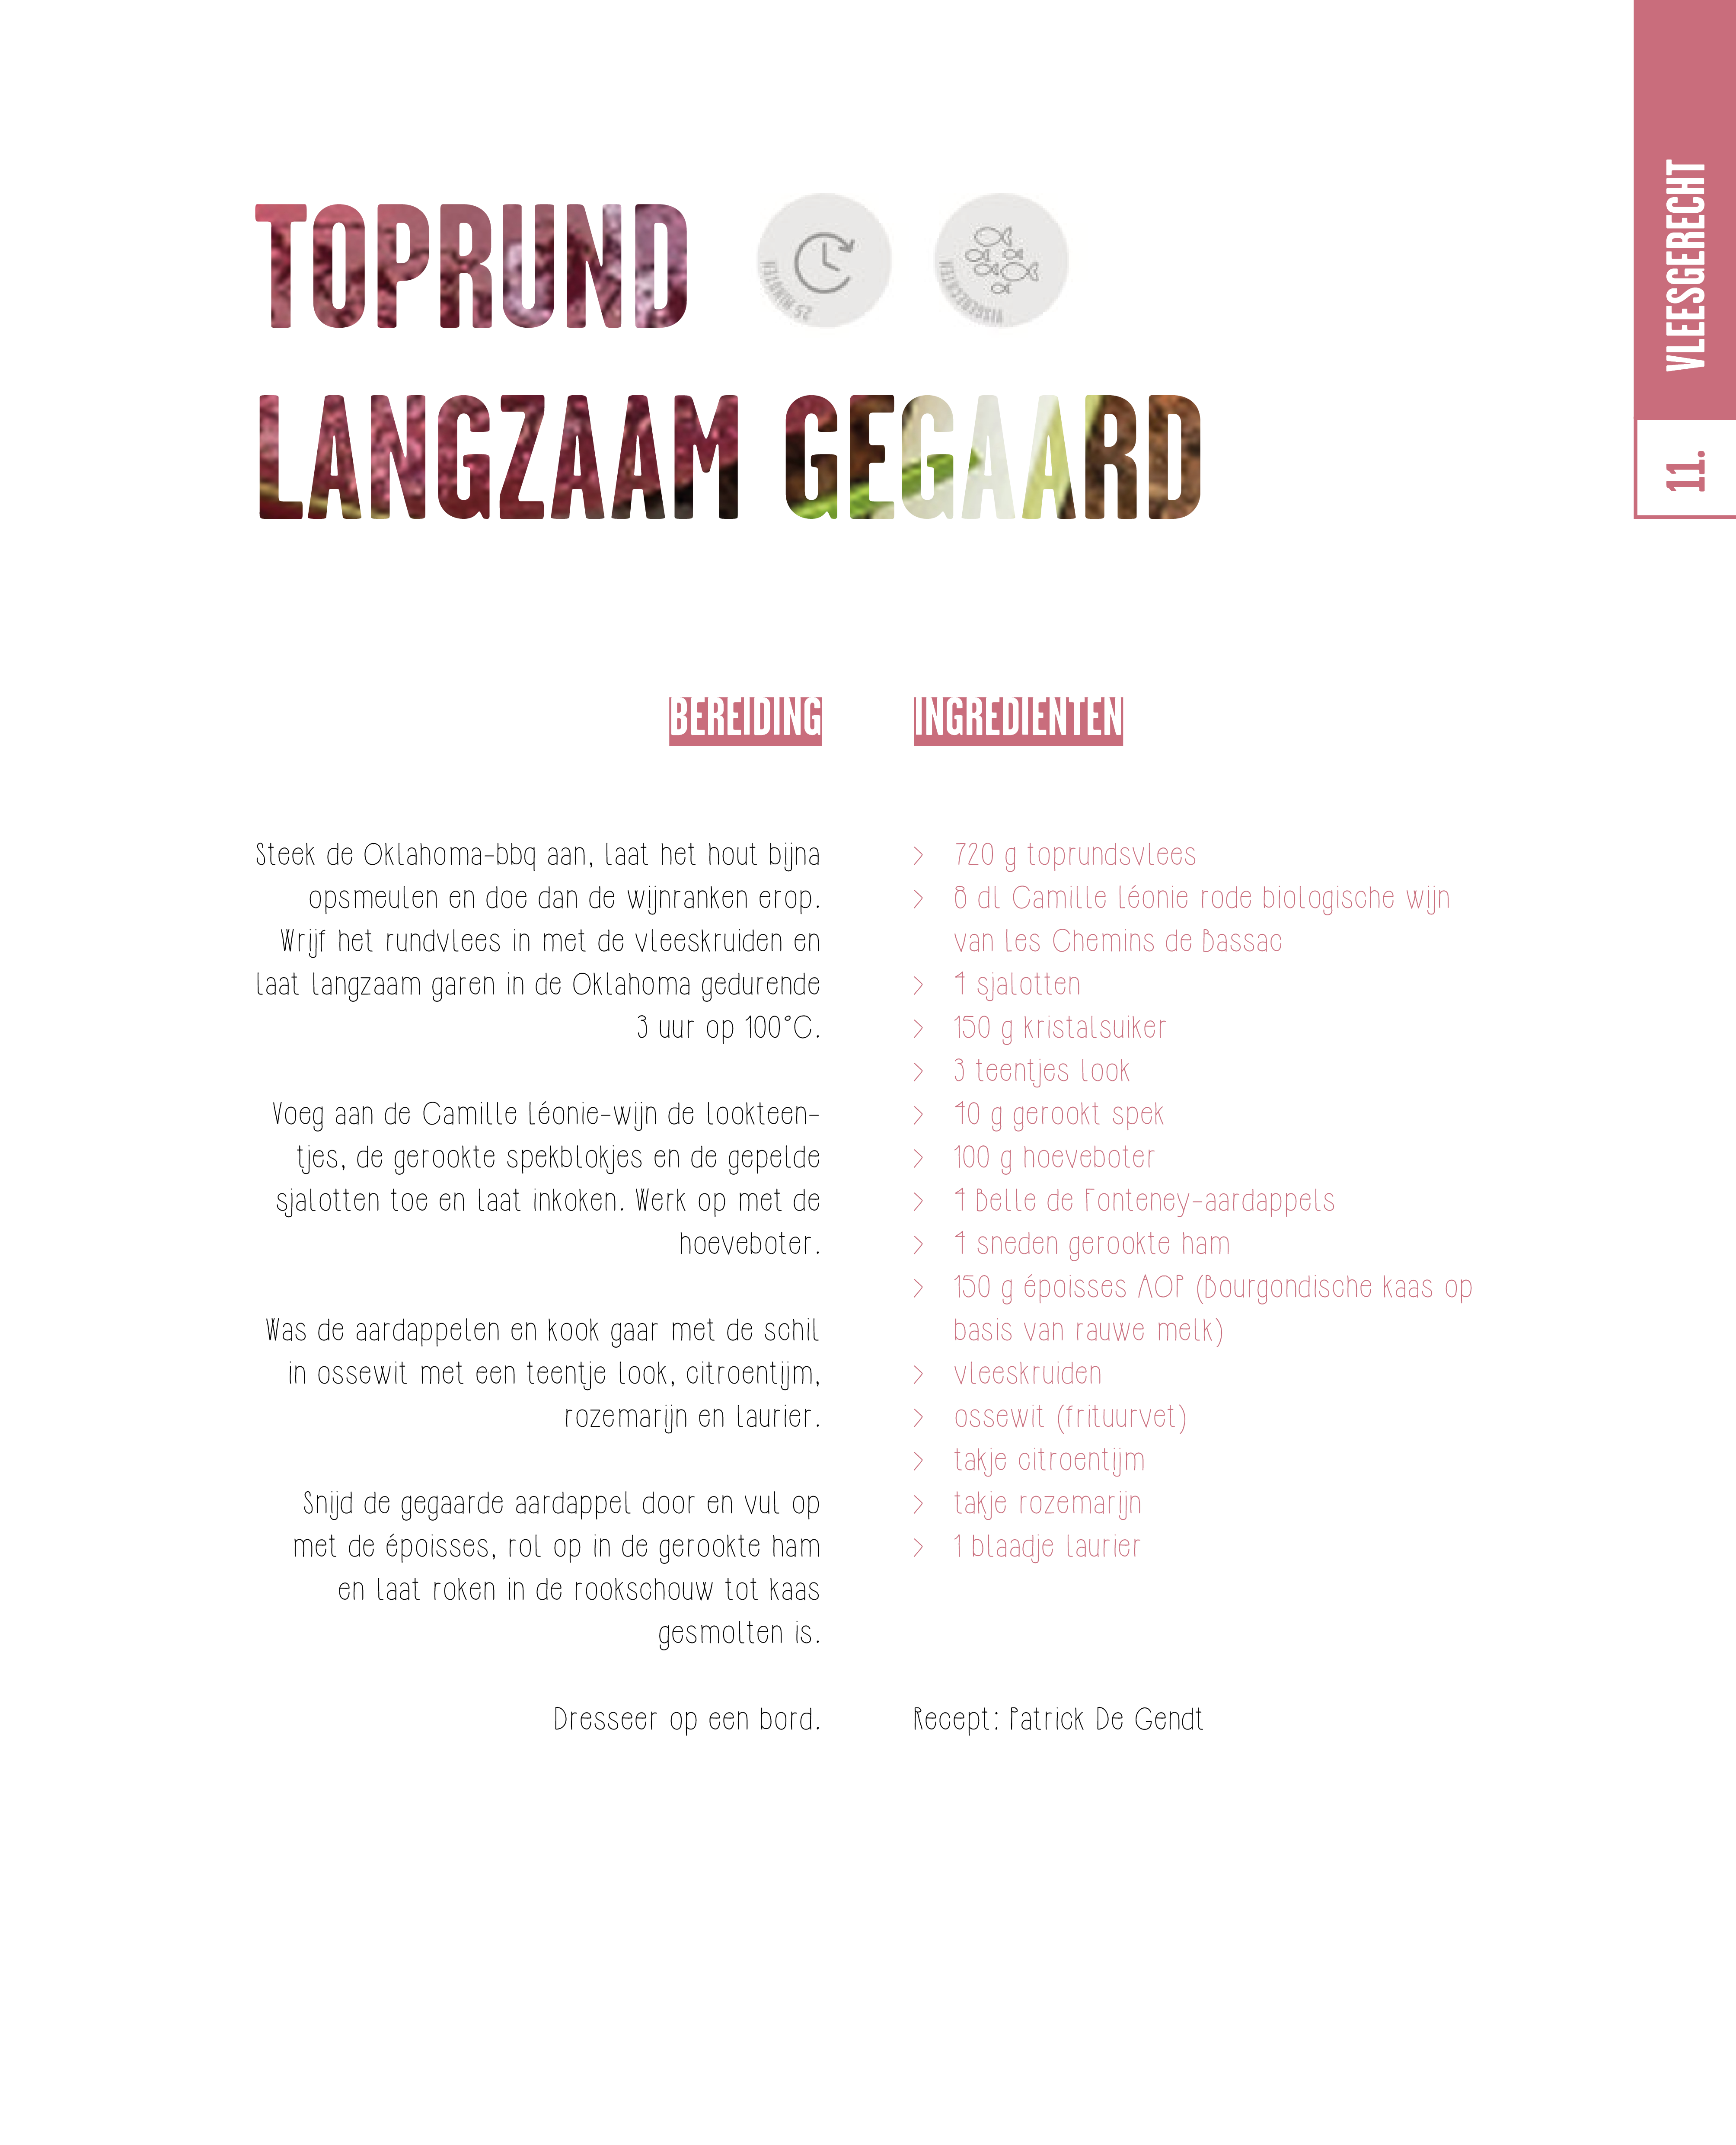 TOPRUND
25 MINUTEN
VISGERECHTEN
LANGZAAM GEGAARD
VLEESGERECHT
11.
BEREIDING
Steek de Oklahoma-bbq aan, laat het hout bijna
opsmeulen en doe dan de wijnranken erop.
Wrijf het rundvlees in met de vleeskruiden en
laat langzaam garen in de Oklahoma gedurende
3 uur op 100°C.
Voeg aan de Camille Léonie-wijn de lookteen-
tjes, de gerookte spekblokjes en de gepelde
sjalotten toe en laat inkoken. Werk op met de
hoeveboter.
Was de aardappelen en kook gaar met de schil
in ossewit met een teentje look, citroentijm,
rozemarijn en laurier.
Snijd de gegaarde aardappel door en vul op
met de époisses, rol op in de gerookte ham
en laat roken in de rookschouw tot kaas
gesmolten is.
Dresseer op een bord.
INGREDIENTEN
> 720 g toprundsvlees
> 8 dl Camille Léonie rode biologische wijn
van Les Chemins de Bassac
> 4 sjalotten
> 150 g kristalsuiker
> 3 teentjes look
> 40 g gerookt spek
> 100 g hoeveboter
> 4 Belle de Fonteney-aardappels
> 4 sneden gerookte ham
> 150 g époisses AOP (Bourgondische kaas op
basis van rauwe melk)
> vleeskruiden
> ossewit (frituurvet)
> takje citroentijm
> takje rozemarijn
> 1 blaadje laurier
Recept: Patrick De Gendt